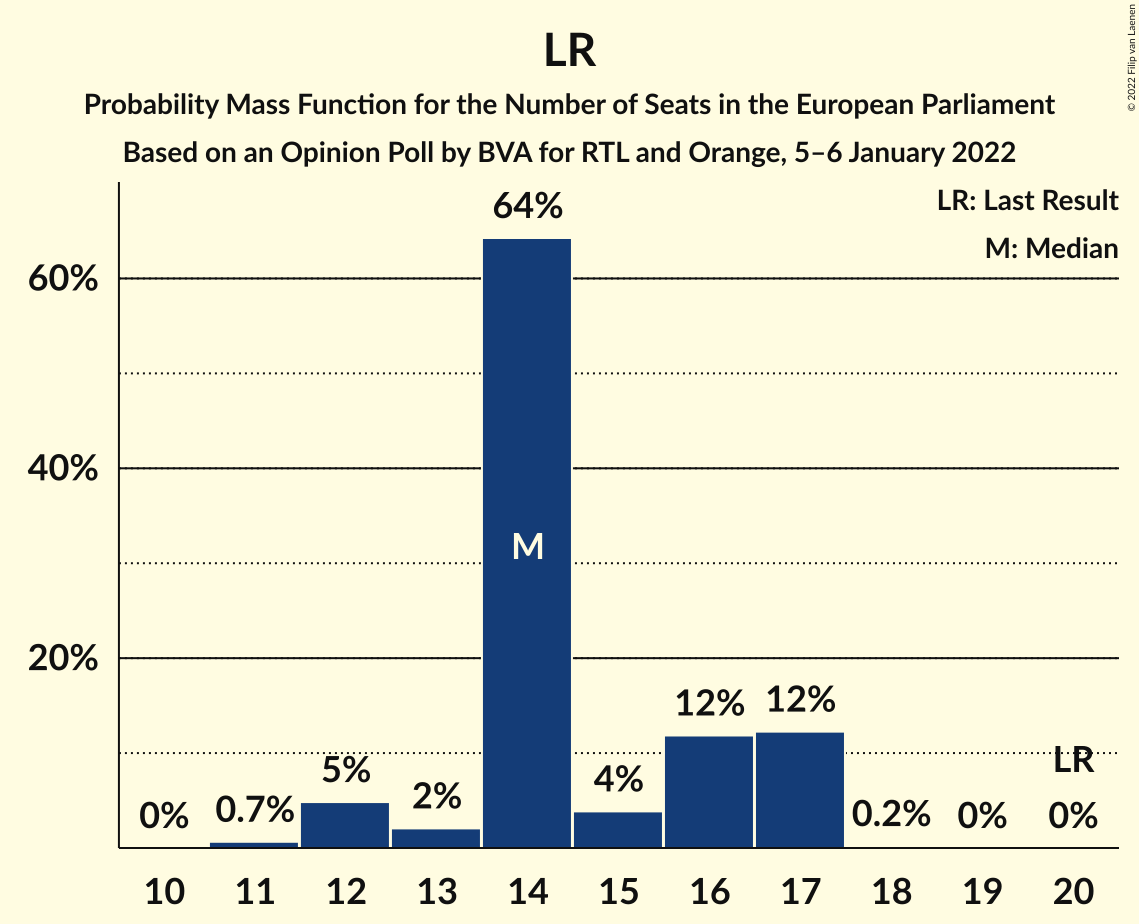 LR
Probability Mass Function for the Number of Seats in the European Parliament
Based on an Opinion Poll by BVA for RTL and Orange, 5–6 January 2022
© 2022 Filip van Laenen
LR: Last Result
M: Median
60%
40%
20%
0%
0.7%
5%
2%
64%
M
4%
12%
12%
0.2%
0%
LR
0%
10 11 12 13 14 15 16 17 18 19 20